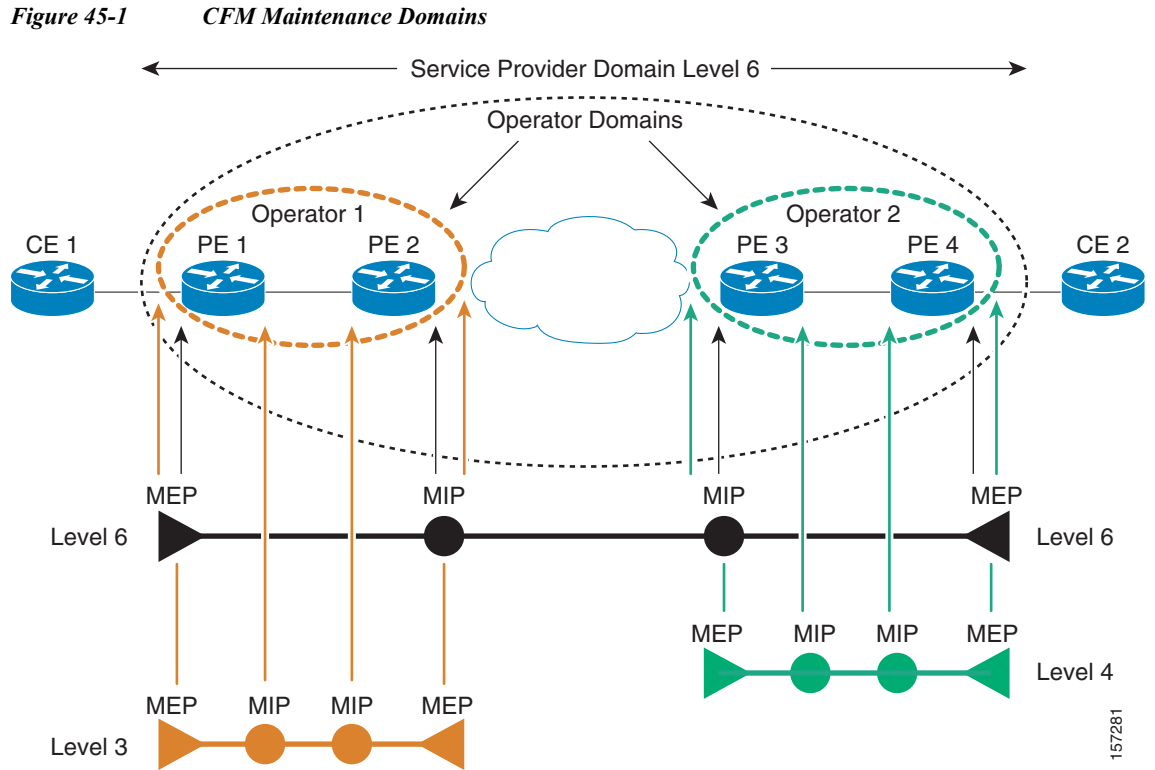 Figure 45-1 CFM Maintenance Domains
Service Provider Domain Level 6
Operator Domains
Operator 1
Operator 2
CE 1
PE 1
PE 2
PE 3
PE 4
CE 2
MEP
MIP
MIP
MEP
Level 6
Level 6
MEP
MIP
MIP
MEP
Level 4
MEP
MIP
MIP
MEP
Level 3
157281